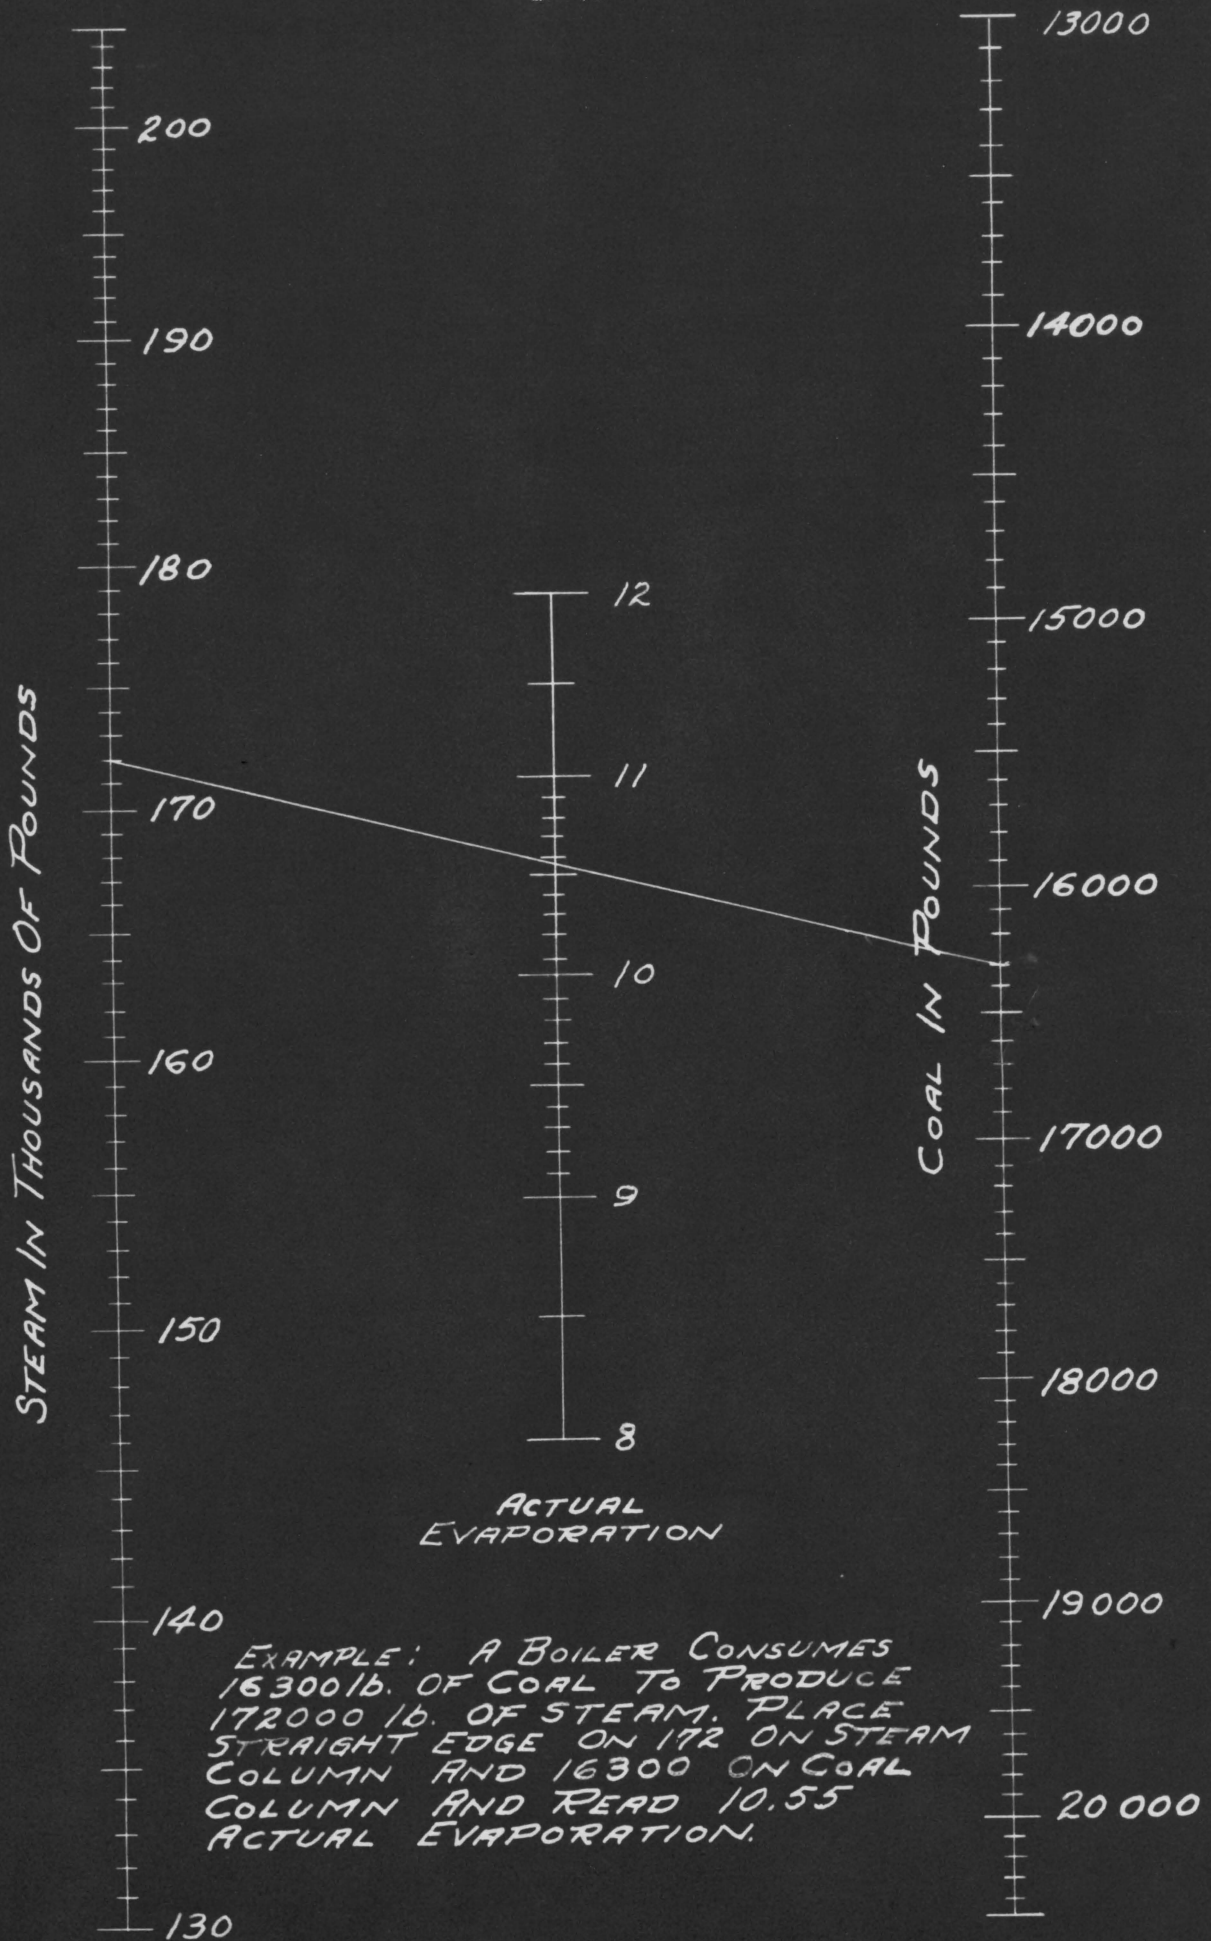 13000
200
190
14000
180
12
15000
STEAM IN THOUSANDS OF POUNDS
11
170
COAL IN POUNDS
16000
10
160
17000
9
150
18000
8
ACTUAL
EVAPORATION
19000
140
EXAMPLE: A BOILER CONSUMES
16300 lb. OF COAL TO PRODUCE
172000 lb. OF STEAM. PLACE
STRAIGHT EDGE ON 172 ON STEAM
COLUMN AND 16300 ON COAL
COLUMN AND READ 10.55
ACTUAL EVAPORATION.
20000
130